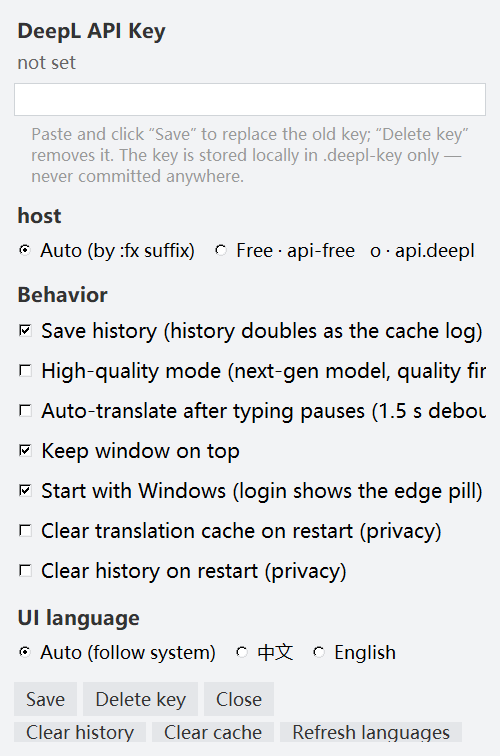 DeepL API Key
not set
Paste and click “Save” to replace the old key; “Delete key”
removes it. The key is stored locally in .deepl-key only —
never committed anywhere.
host
Auto (by :fx suffix) Free · api-free o · api.deepl
Behavior
Save history (history doubles as the cache log)
High-quality mode (next-gen model, quality fir
Auto-translate after typing pauses (1.5 s debou
Keep window on top
Start with Windows (login shows the edge pill)
Clear translation cache on restart (privacy)
Clear history on restart (privacy)
UI language
Auto (follow system) 中文 English
Save Delete key Close
Clear history Clear cache Refresh languages